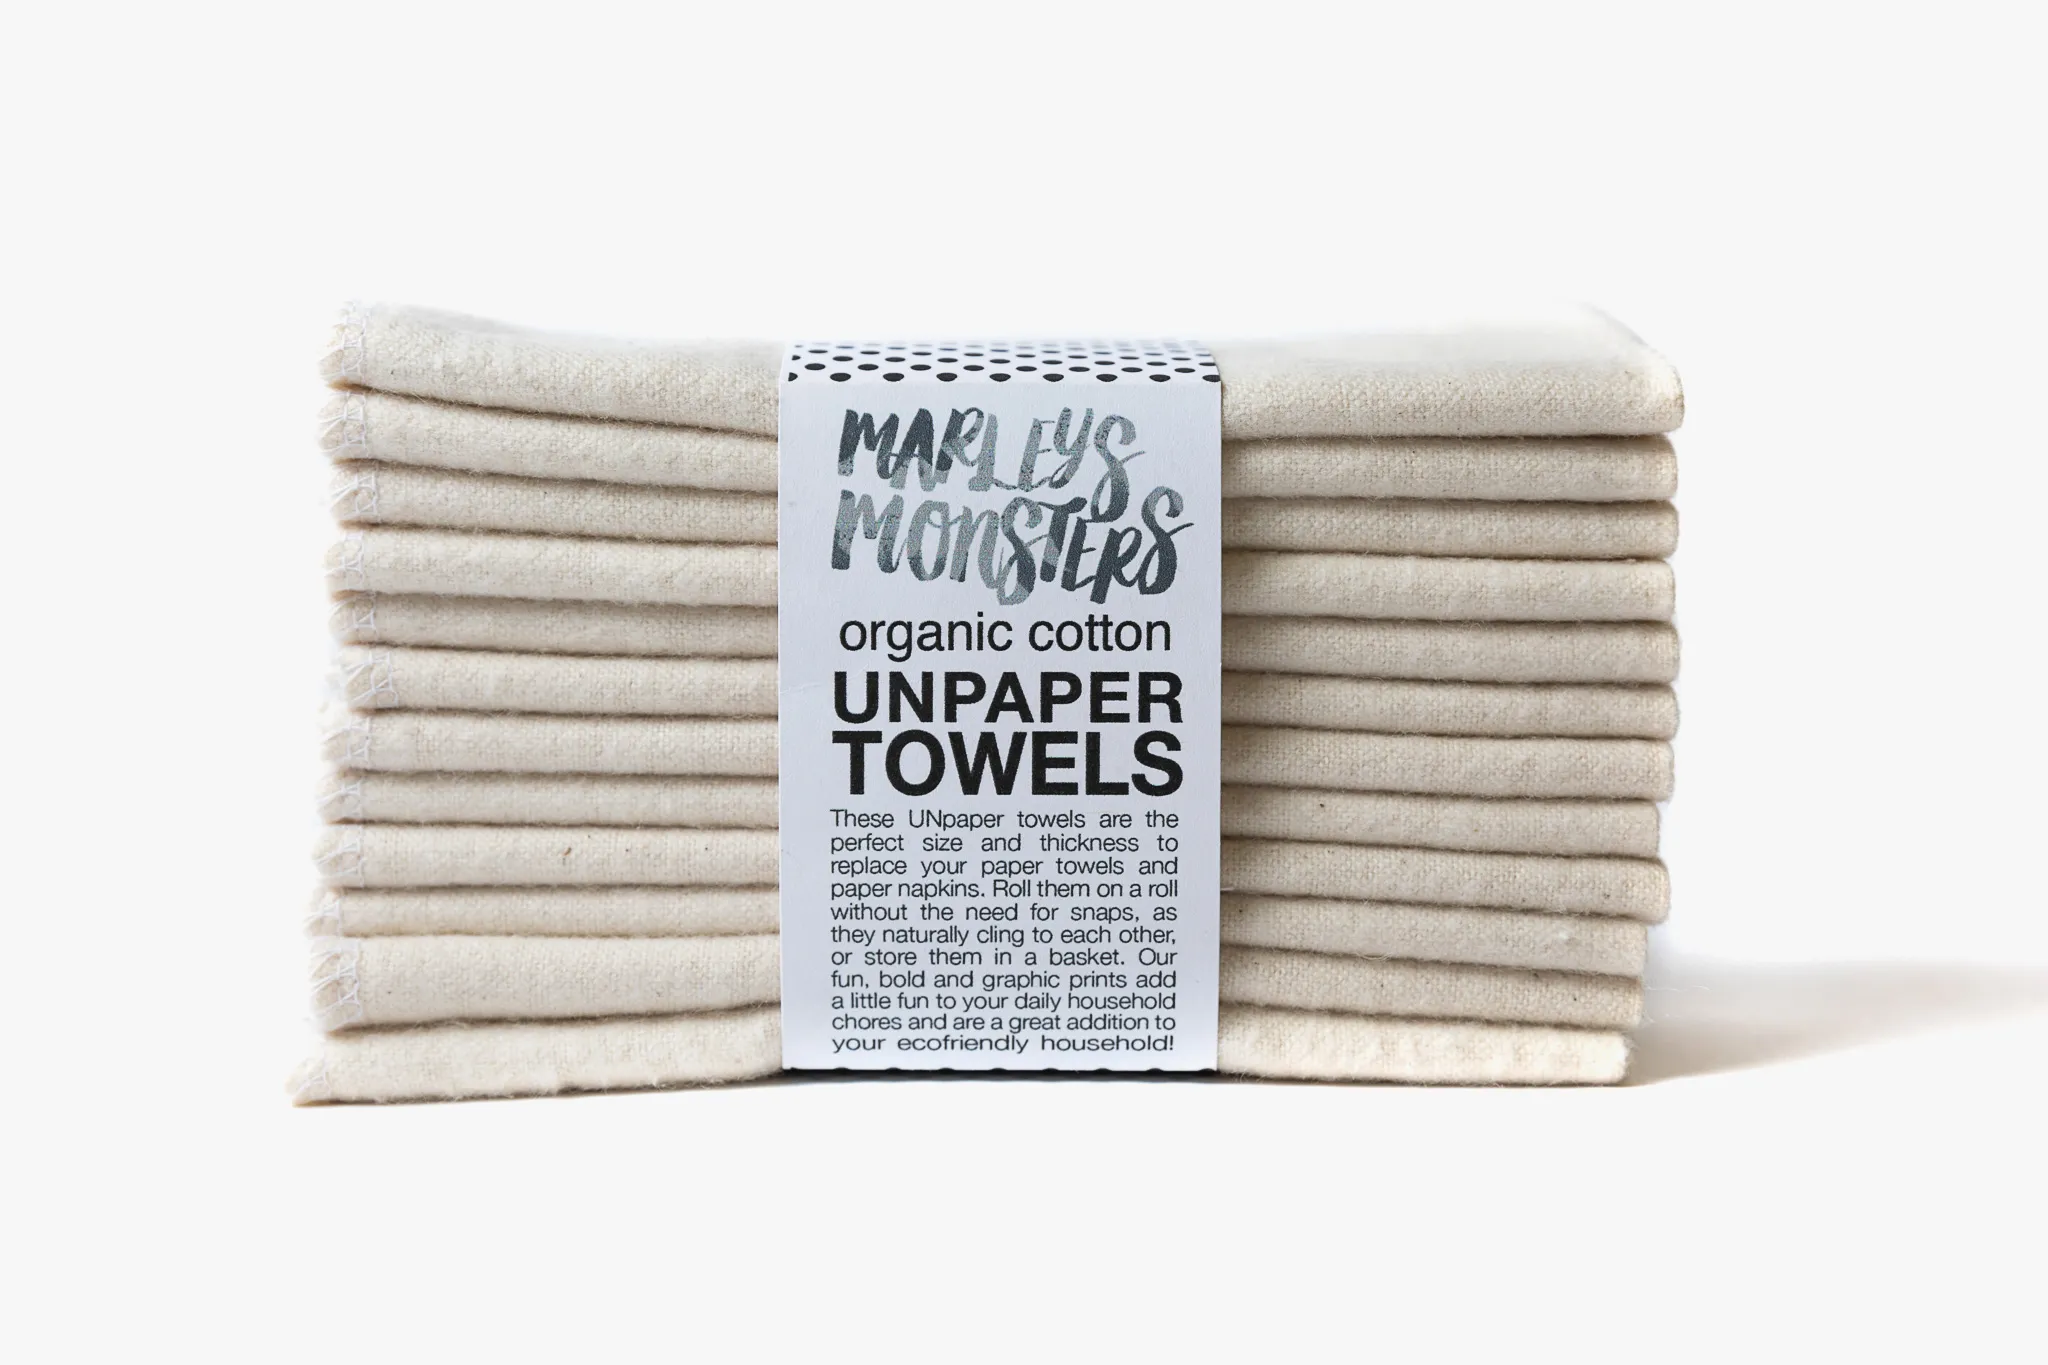 MARLEYS
MONSTERS
organic cotton
UNPAPER
TOWELS
These UNpaper towels are the
perfect size and thickness to
replace your paper towels and
paper napkins. Roll them on a roll
without the need for snaps, as
they naturally cling to each other,
or store them in a basket. Our
fun, bold and graphic prints add
a little fun to your daily household
chores and are a great addition to
your ecofriendly household!